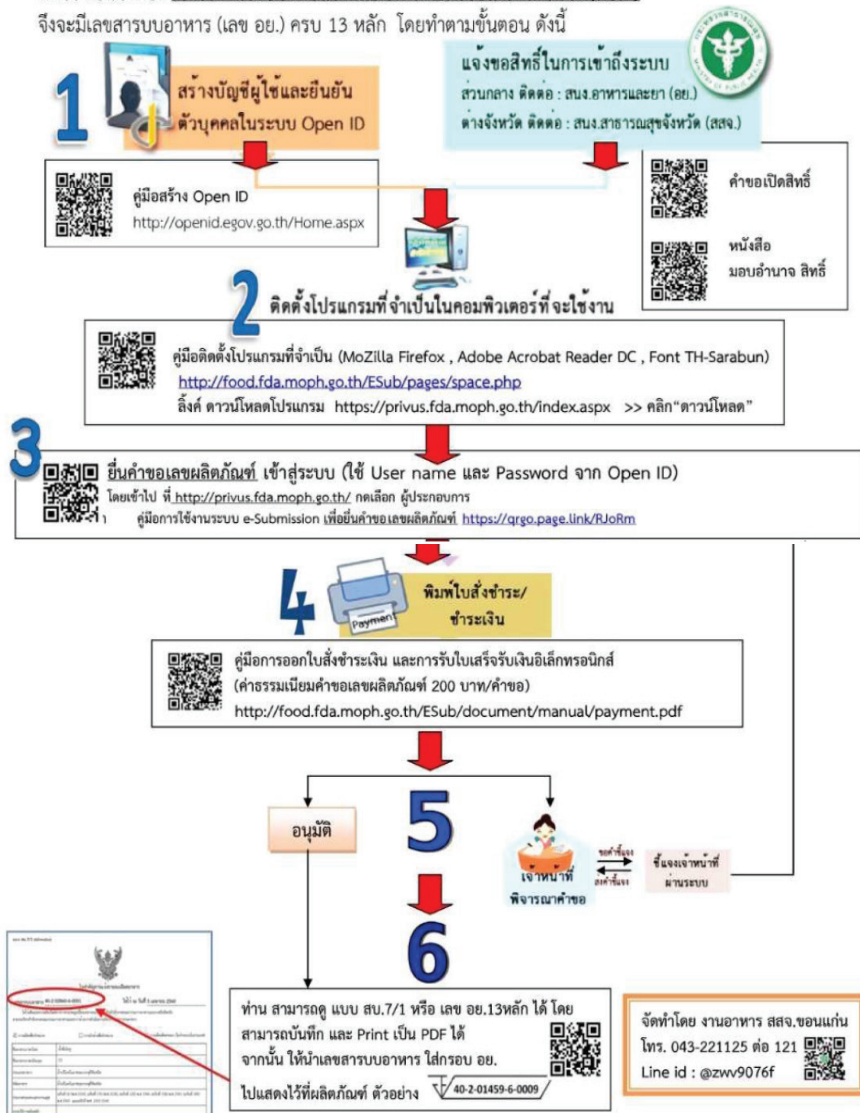 จึงจะมีเลขสารบบอาหาร (เลข อย.) ครบ 13 หลัก โดยทำตามขั้นตอน ดังนี้
1
สร้างบัญชีผู้ใช้และยืนยัน
ตัวบุคคลในระบบ Open ID
แจ้งขอสิทธิ์ในการเข้าถึงระบบ
ส่วนกลาง ติดต่อ : สนง.อาหารและยา (อย.)
ต่างจังหวัด ติดต่อ : สนง.สาธารณสุขจังหวัด (สสจ.)
คู่มือสร้าง Open ID
http://openid.egov.go.th/Home.aspx
คำขอเปิดสิทธิ์
หนังสือ
มอบอำนาจ สิทธิ์
2
ติดตั้งโปรแกรมที่จำเป็นในคอมพิวเตอร์ที่จะใช้งาน
คู่มือติดตั้งโปรแกรมที่จำเป็น (MoZilla Firefox , Adobe Acrobat Reader DC , Font TH-Sarabun)
http://food.fda.moph.go.th/ESub/pages/space.php
ลิ้งค์ ดาวน์โหลดโปรแกรม https://privus.fda.moph.go.th/index.aspx >> คลิก“ดาวน์โหลด”
3
ยื่นคำขอเลขผลิตภัณฑ์ เข้าสู่ระบบ (ใช้ User name และ Password จาก Open ID)
โดยเข้าไป ที่ http://privus.fda.moph.go.th/ กดเลือก ผู้ประกอบการ
คู่มือการใช้งานระบบ e-Submission เพื่อยื่นคำขอเลขผลิตภัณฑ์ https://qrgo.page.link/RJoRm
4
Payment
พิมพ์ใบสั่งชำระ/
ชำระเงิน
คู่มือการออกใบสั่งชำระเงิน และการรับใบเสร็จรับเงินอิเล็กทรอนิกส์
(ค่าธรรมเนียมคำขอเลขผลิตภัณฑ์ 200 บาท/คำขอ)
http://food.fda.moph.go.th/ESub/document/manual/payment.pdf
5
อนุมัติ
เจ้าหน้าที่
พิจารณาคำขอ
ขอคำชี้แจง
ส่งคำชี้แจง
ชี้แจงเจ้าหน้าที่
ผ่านระบบ
6
ท่าน สามารถดู แบบ สบ.7/1 หรือ เลข อย.13หลัก ได้ โดย
สามารถบันทึก และ Print เป็น PDF ได้
จากนั้น ให้นำเลขสารบบอาหาร ใส่กรอบ อย.
ไปแสดงไว้ที่ผลิตภัณฑ์ ตัวอย่าง 40-2-01459-6-0009
จัดทำโดย งานอาหาร สสจ.ขอนแก่น
โทร. 043-221125 ต่อ 121
Line id : @zwv9076f